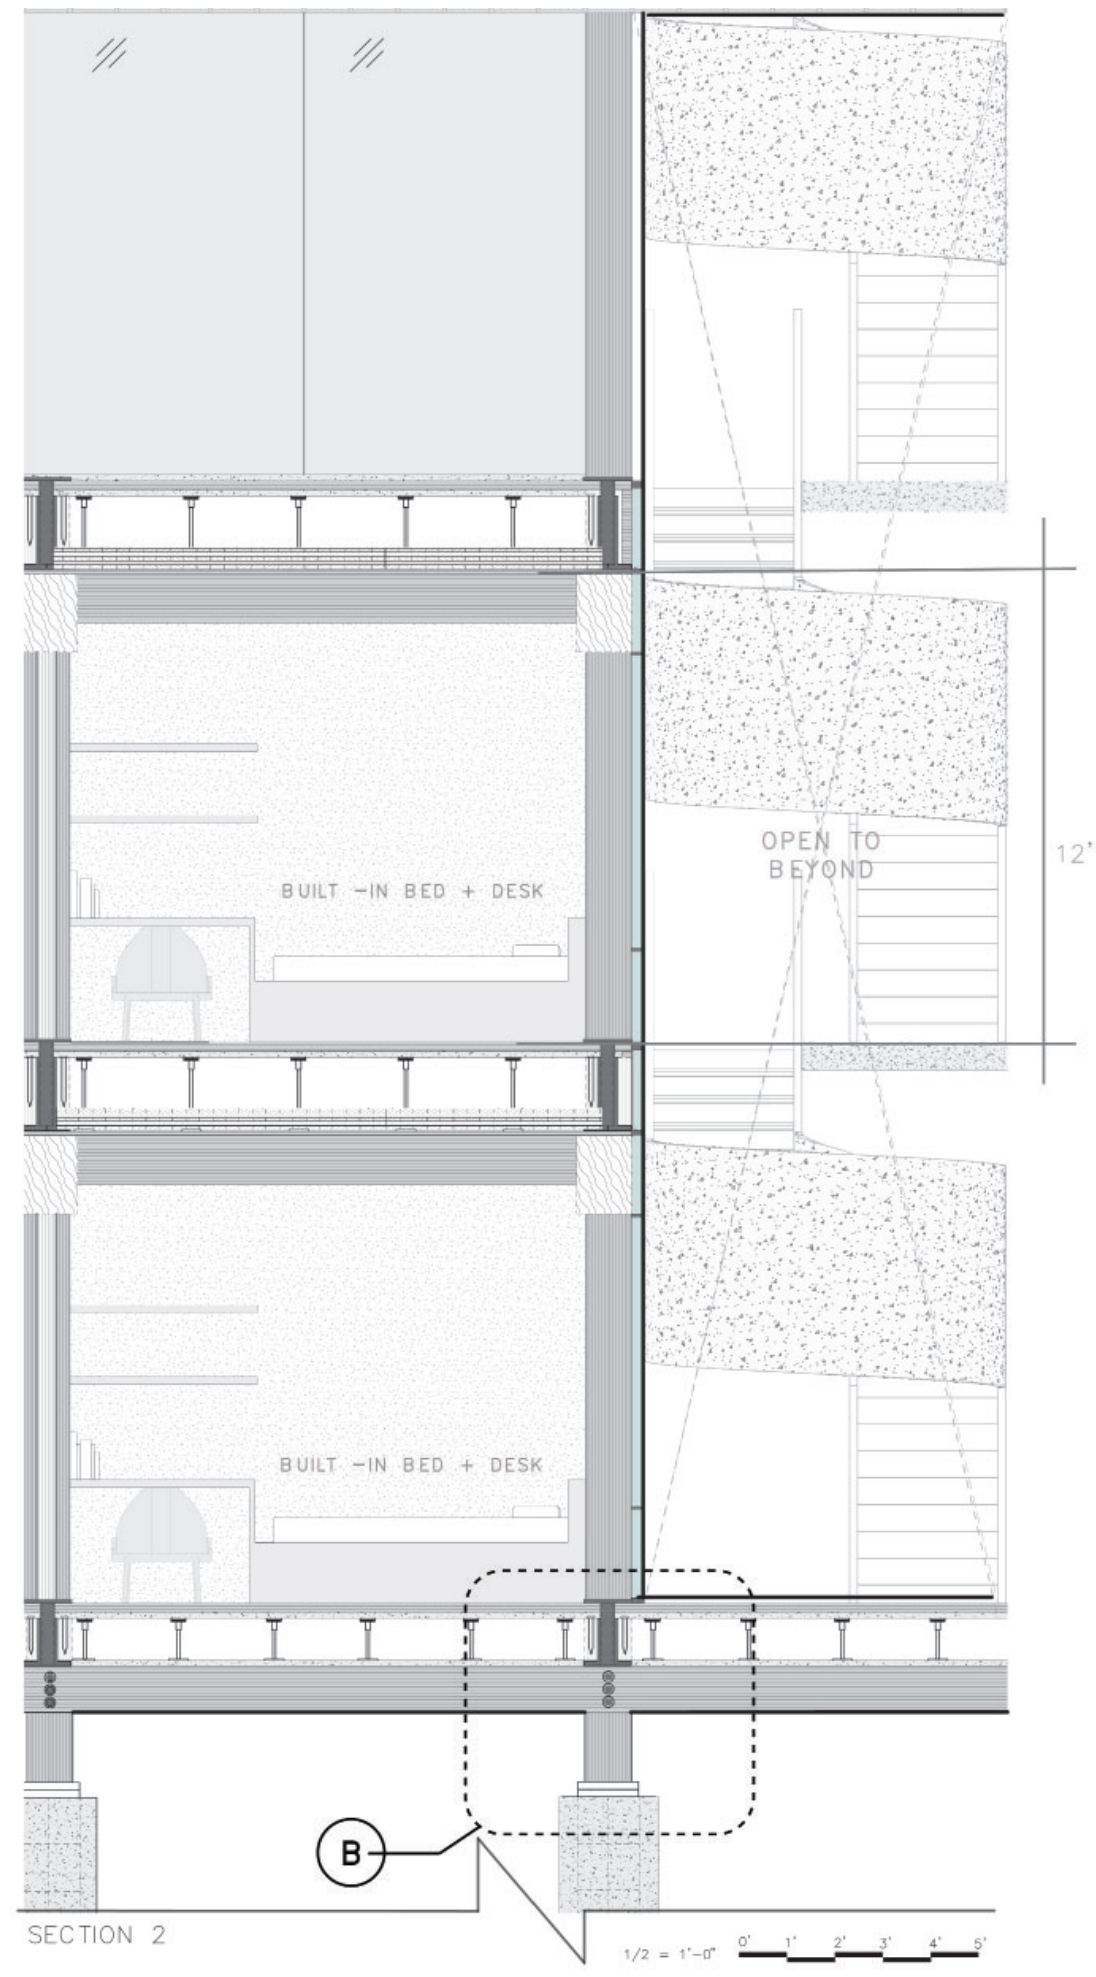 OPEN TO
BEYOND
12'
BUILT -IN BED + DESK
BUILT -IN BED + DESK
B
SECTION 2
1/2 = 1'-0"
0' 1' 2' 3' 4' 5'